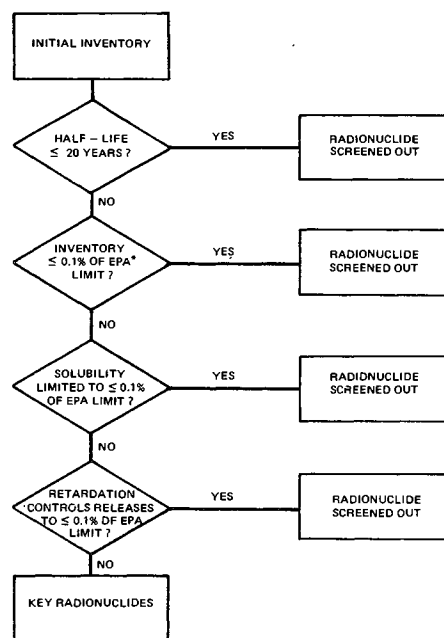 INITIAL INVENTORY
HALF – LIFE
≤ 20 YEARS ?
YES
RADIONUCLIDE
SCREENED OUT
NO
INVENTORY
≤ 0.1% OF EPA*
LIMIT ?
YES
RADIONUCLIDE
SCREENED OUT
NO
SOLUBILITY
LIMITED TO ≤ 0.1%
OF EPA LIMIT ?
YES
RADIONUCLIDE
SCREENED OUT
NO
RETARDATION
CONTROLS RELEASES
TO ≤ 0.1% OF EPA
LIMIT ?
YES
RADIONUCLIDE
SCREENED OUT
NO
KEY RADIONUCLIDES